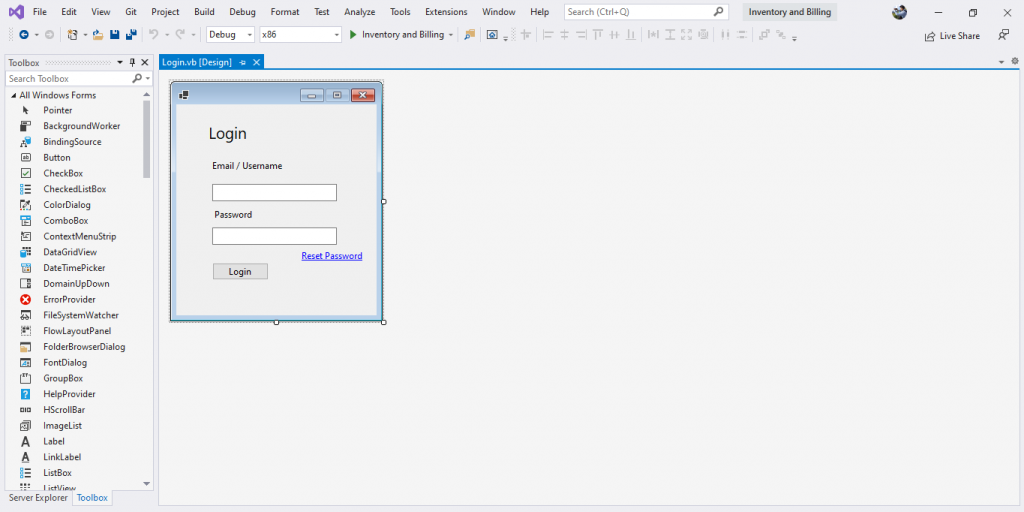 File Edit View Git Project Build Debug Format Test Analyze Tools Extensions Window Help Search (Ctrl+Q) Inventory and Billing
Debug x86 Inventory and Billing Live Share
Toolbox
Login.vb [Design]
Search Toolbox
All Windows Forms
Pointer
BackgroundWorker
BindingSource
Button
CheckBox
CheckedListBox
ColorDialog
ComboBox
ContextMenuStrip
DataGridView
DateTimePicker
DomainUpDown
ErrorProvider
FileSystemWatcher
FlowLayoutPanel
FolderBrowserDialog
FontDialog
GroupBox
HelpProvider
HScrollBar
ImageList
Label
LinkLabel
ListBox
ListView
Server Explorer Toolbox
Login
Email / Username
Password
Reset Password
Login